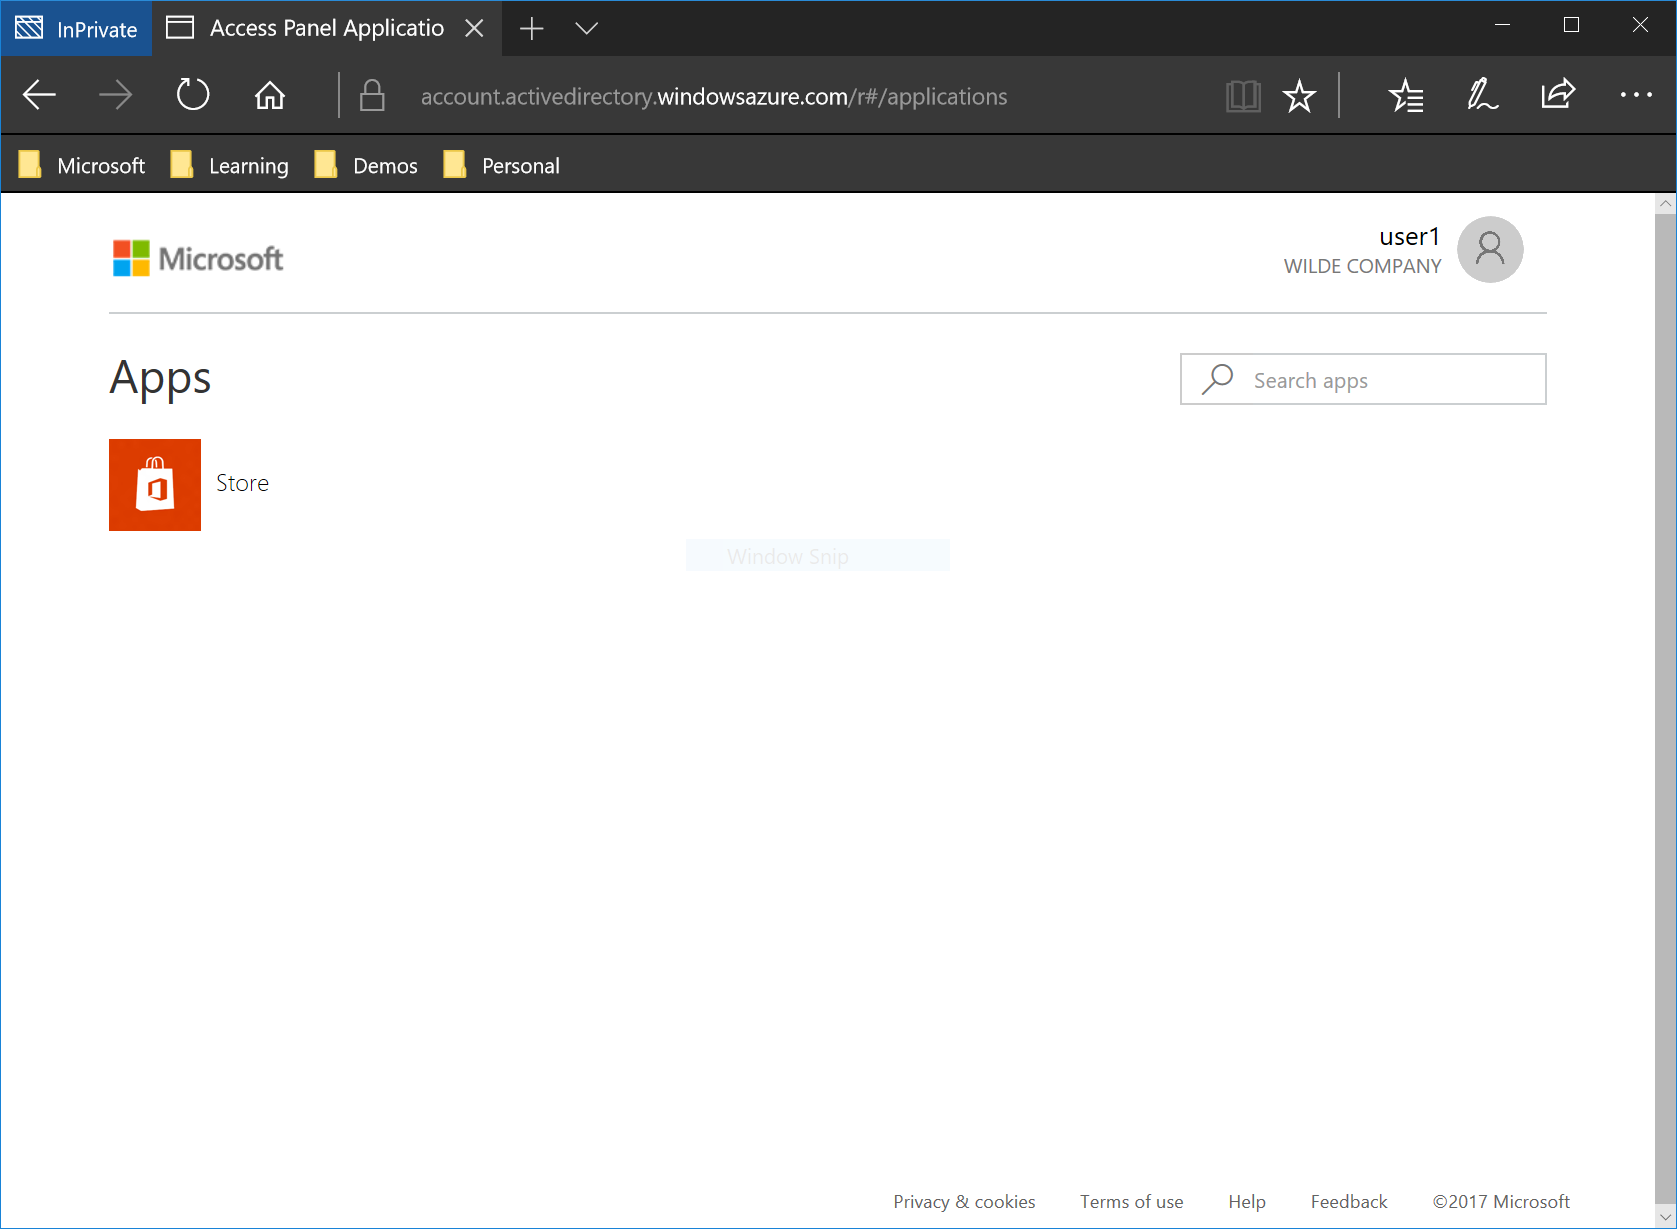 InPrivate
Access Panel Applicatio
account.activedirectory.windowsazure.com/r#/applications
Microsoft
Learning
Demos
Personal
Microsoft
user1
WILDE COMPANY
Apps
Search apps
Store
Window Snip
Privacy & cookies
Terms of use
Help
Feedback
©2017 Microsoft